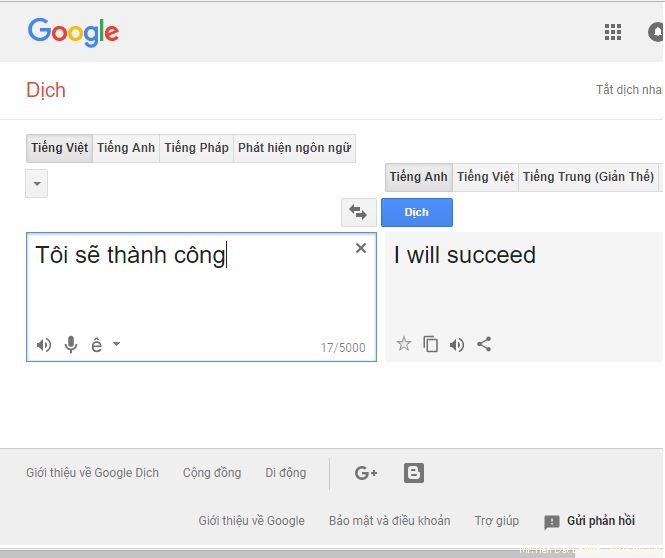 Google
Dịch
Tắt dịch nha
Tiếng Việt Tiếng Anh Tiếng Pháp Phát hiện ngôn ngữ
Tiếng Anh Tiếng Việt Tiếng Trung (Giản Thể)
Dịch
Tôi sẽ thành công
I will succeed
ê
17/5000
Giới thiệu về Google Dịch Cộng đồng Di động G+ B
Giới thiệu về Google Bảo mật và điều khoản Trợ giúp Gửi phản hồi